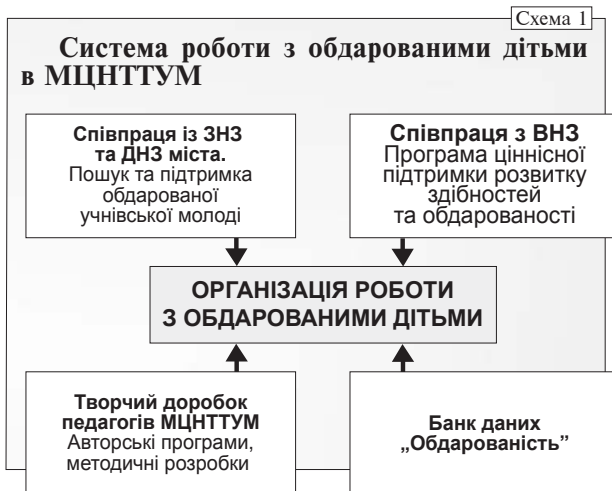 Схема 1
Система роботи з обдарованими дітьми
в МЦНТТУМ
Співпраця із ЗНЗ
та ДНЗ міста.
Пошук та підтримка
обдарованої
учнівської молоді
Співпраця з ВНЗ
Програма ціннісної
підтримки розвитку
здібностей
та обдарованості
ОРГАНІЗАЦІЯ РОБОТИ
З ОБДАРОВАНИМИ ДІТЬМИ
Творчий доробок
педагогів МЦНТТУМ
Авторські програми,
методичні розробки
Банк даних
„Обдарованість”